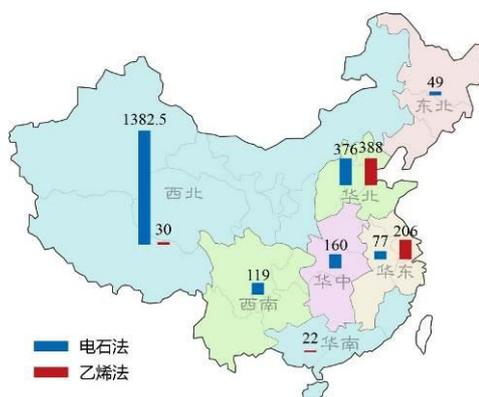 49
东北
1382.5
376 388
西北
华北
30
206
160
77
华东
119
华中
西南
22
华南
电石法
乙烯法